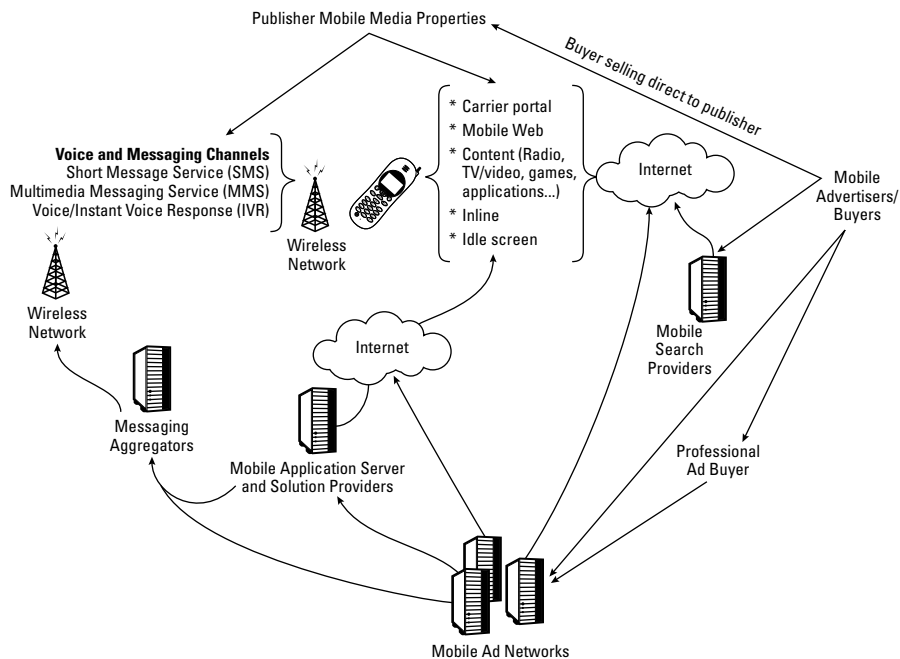 Publisher Mobile Media Properties
Buyer selling direct to publisher
* Carrier portal
* Mobile Web
* Content (Radio,
TV/video, games,
applications...)
* Inline
* Idle screen
Voice and Messaging Channels
Short Message Service (SMS)
Multimedia Messaging Service (MMS)
Voice/Instant Voice Response (IVR)
Wireless
Network
Internet
Mobile
Advertisers/
Buyers
Wireless
Network
Mobile
Search
Providers
Internet
Messaging
Aggregators
Mobile Application Server
and Solution Providers
Professional
Ad Buyer
Mobile Ad Networks